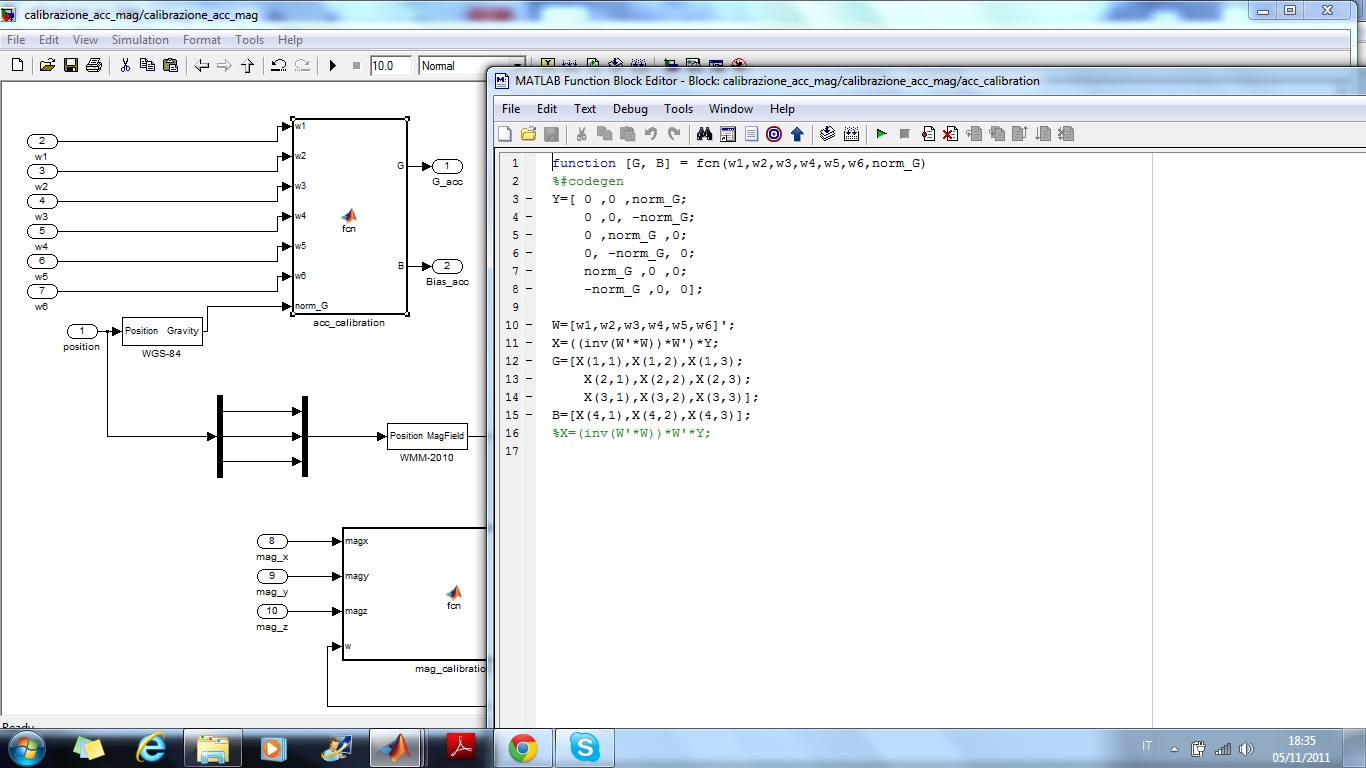 calibrazione_acc_mag/calibrazione_acc_mag
File Edit View Simulation Format Tools Help
10.0 Normal
2
w1
3
w2
4
w3
5
w4
6
w5
7
w6
w1
w2
w3
w4
w5
w6
norm_G
fcn
G
B
acc_calibration
1
G_acc
2
Bias_acc
1
position
Position Gravity
WGS-84
Position MagField
WMM-2010
8
mag_x
9
mag_y
10
mag_z
magx
magy
magz
w
fcn
mag_calibratio
Ready
MATLAB Function Block Editor - Block: calibrazione_acc_mag/calibrazione_acc_mag/acc_calibration
File Edit Text Debug Tools Window Help
1 function [G, B] = fcn(w1,w2,w3,w4,w5,w6,norm_G)
2 %#codegen
3 – Y=[ 0 ,0 ,norm_G;
4 – 0 ,0, -norm_G;
5 – 0 ,norm_G ,0;
6 – 0, -norm_G, 0;
7 – norm_G ,0 ,0;
8 – -norm_G ,0, 0];
9
10 – W=[w1,w2,w3,w4,w5,w6]';
11 – X=((inv(W'*W))*W')*Y;
12 – G=[X(1,1),X(1,2),X(1,3);
13 – X(2,1),X(2,2),X(2,3);
14 – X(3,1),X(3,2),X(3,3)];
15 – B=[X(4,1),X(4,2),X(4,3)];
16 %X=(inv(W'*W))*W'*Y;
17
IT
18:35
05/11/2011